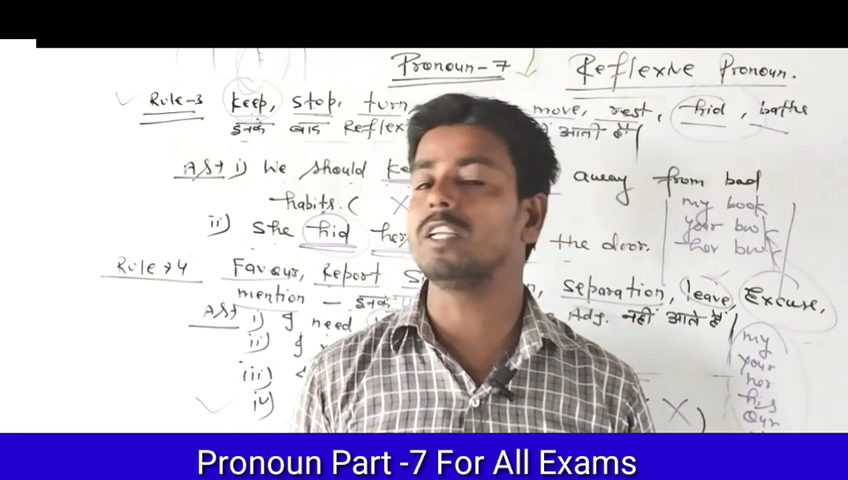 Pronoun-7 Reflexive Pronoun.
Rule-3 keep, stop, turn move, rest, hid, bathe
इनके बाद Reflex आती है
Ast i) We should ke away from bad
habits. ( X my book
ii) She hid her the door. your book
her book
Rule 4 Favour, Report separation, leave, Excuse,
mention - इनके Adj. नहीं आते हैं
Ast i) I need my
ii) I your
iii) her
iv) X ) his
our
Pronoun Part -7 For All Exams